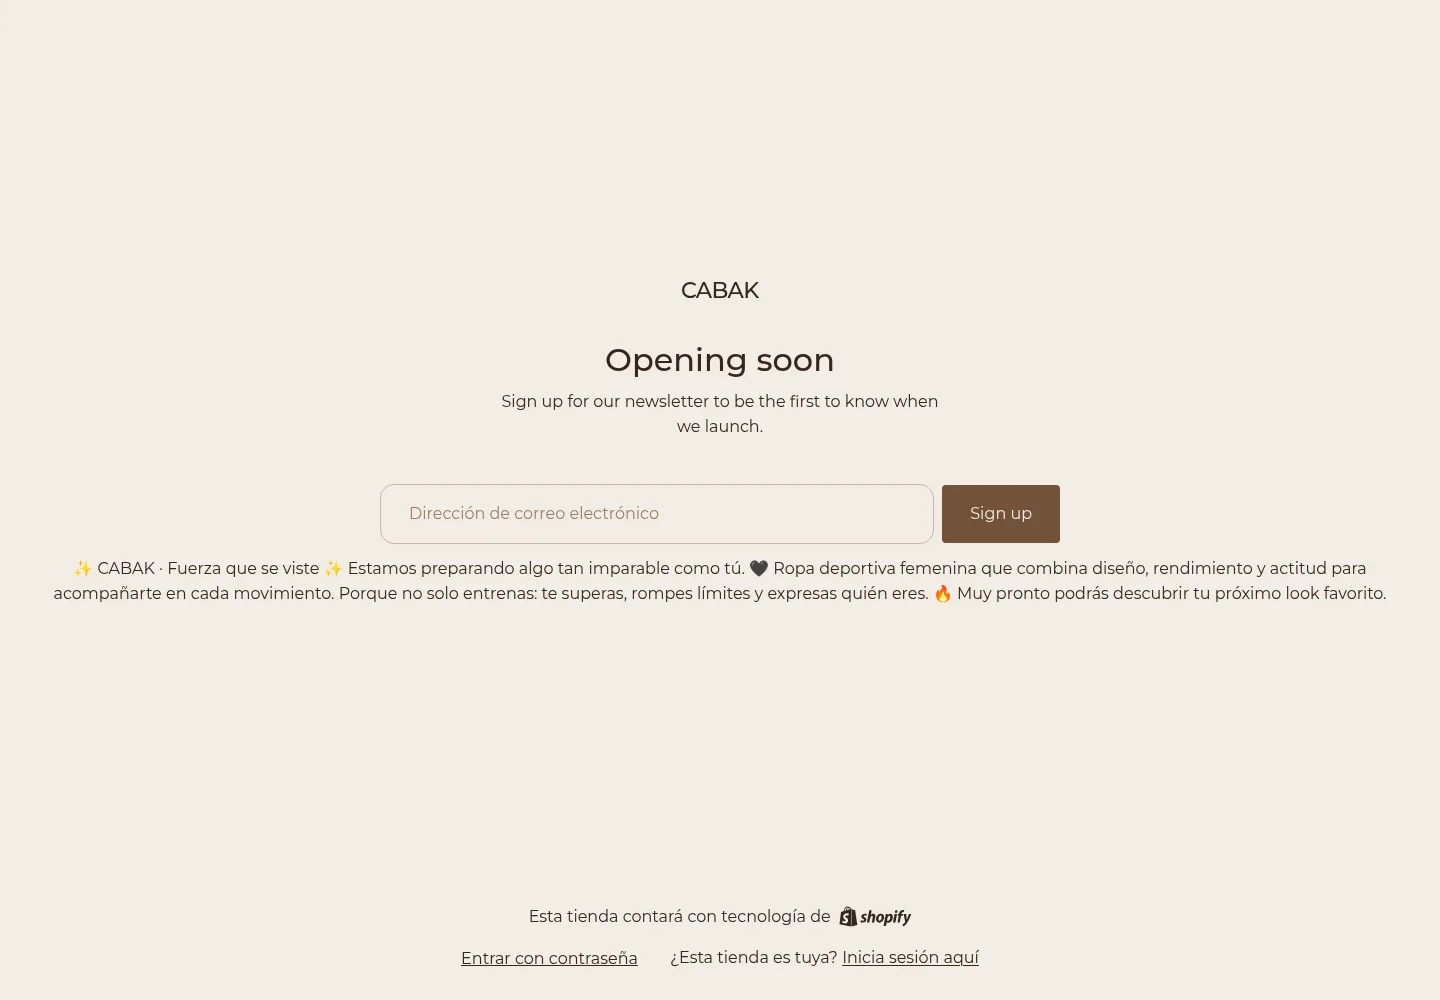 CABAK
Opening soon
Sign up for our newsletter to be the first to know when
we launch.
Dirección de correo electrónico
Sign up
✨ CABAK · Fuerza que se viste ✨ Estamos preparando algo tan imparable como tú. 🖤 Ropa deportiva femenina que combina diseño, rendimiento y actitud para
acompañarte en cada movimiento. Porque no solo entrenas: te superas, rompes límites y expresas quién eres. 🔥 Muy pronto podrás descubrir tu próximo look favorito.
Esta tienda contará con tecnología de shopify
Entrar con contraseña ¿Esta tienda es tuya? Inicia sesión aquí